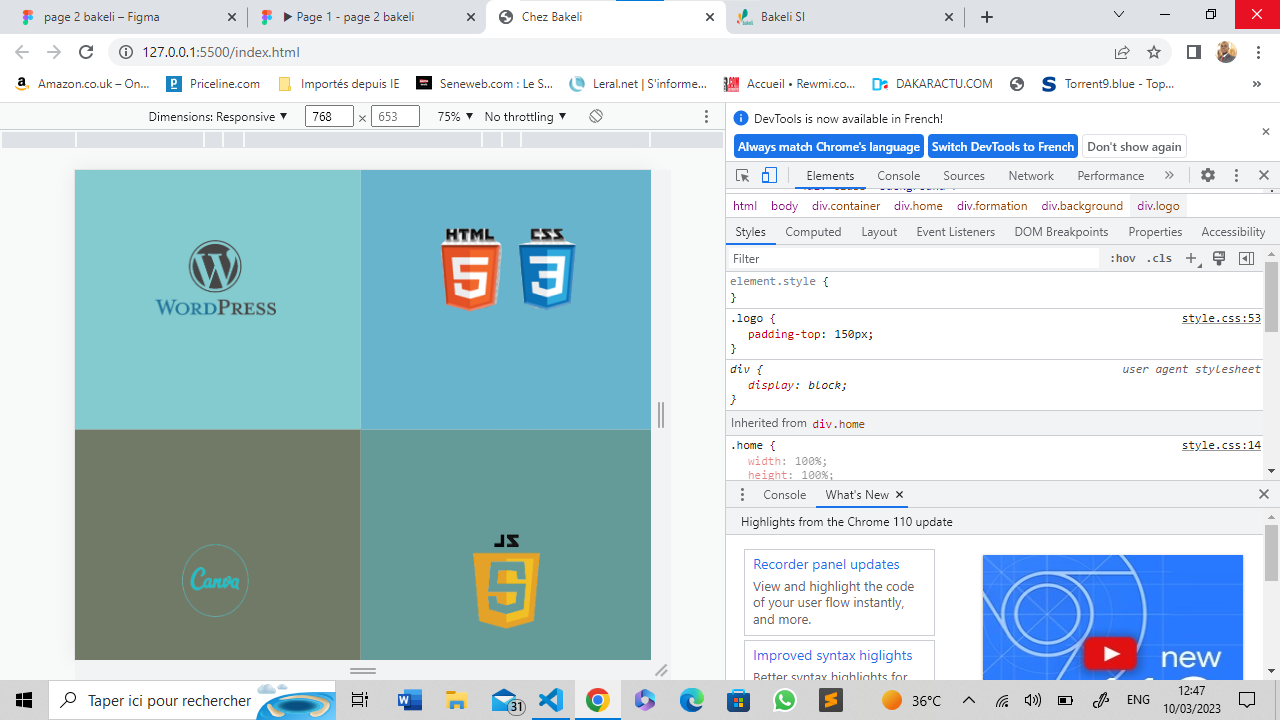 page 2 bakeli – Figma
▶ Page 1 - page 2 bakeli
Chez Bakeli
Bakeli SI
127.0.0.1:5500/index.html
Amazon.co.uk – On...
Priceline.com
Importés depuis IE
Seneweb.com : Le S...
Leral.net | S'informe...
Accueil • Rewmi.co...
DAKARACTU.COM
Torrent9.blue - Top...
»
Dimensions: Responsive ▼ 768 × 653 75% ▼ No throttling ▼
WORDPRESS
HTML
5
CSS
3
Canva
JS
5
DevTools is now available in French!
Always match Chrome's language
Switch DevTools to French
Don't show again
Elements Console Sources Network Performance »
html body div.container div.home div.formation div.background div.logo
Styles Computed Layout Event Listeners DOM Breakpoints Properties Accessibility
Filter :hov .cls
element.style {
}
.logo { style.css:53
padding-top: 150px;
}
div { user agent stylesheet
display: block;
}
Inherited from div.home
.home { style.css:14
width: 100%;
height: 100%;
Console What's New
Highlights from the Chrome 110 update
Recorder panel updates
View and highlight the code
of your user flow instantly,
and more.
Improved syntax higlights
Better syntax highlights for
new
Taper ici pour rechercher
31
36°C
ENG
12:47
10/03/2023